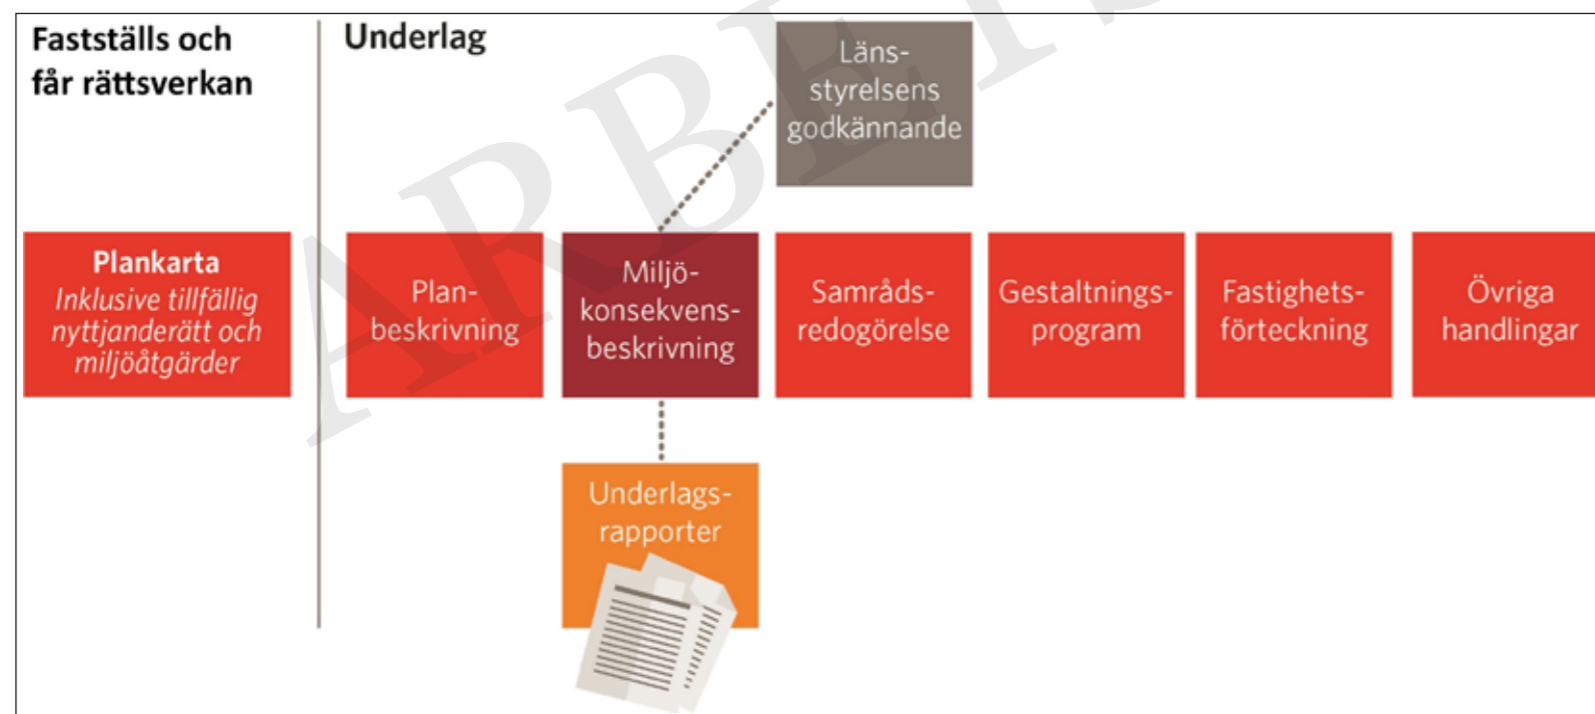 Fastställs och
får rättsverkan
Underlag
Läns-
styrelsens
godkännande
Plankarta
Inklusive tillfällig
nyttjanderätt och
miljöåtgärder
Plan-
beskrivning
Miljö-
konsekvens-
beskrivning
Samråds-
redogörelse
Gestaltnings-
program
Fastighets-
förteckning
Övriga
handlingar
Underlags-
rapporter